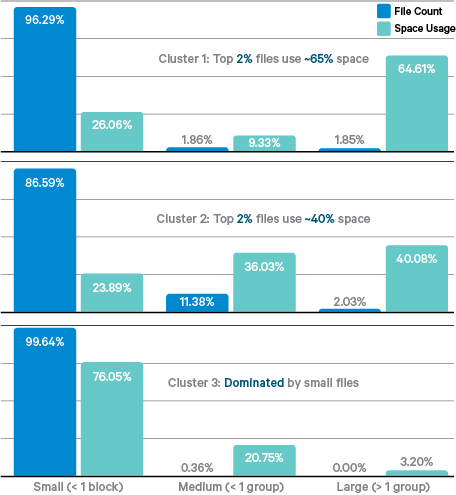 File Count
Space Usage
Cluster 1: Top 2% files use ~65% space
96.29%
26.06%
1.86%
9.33%
1.85%
64.61%
Cluster 2: Top 2% files use ~40% space
86.59%
23.89%
11.38%
36.03%
2.03%
40.08%
Cluster 3: Dominated by small files
99.64%
76.05%
0.36%
20.75%
0.00%
3.20%
Small (< 1 block)
Medium (< 1 group)
Large (> 1 group)